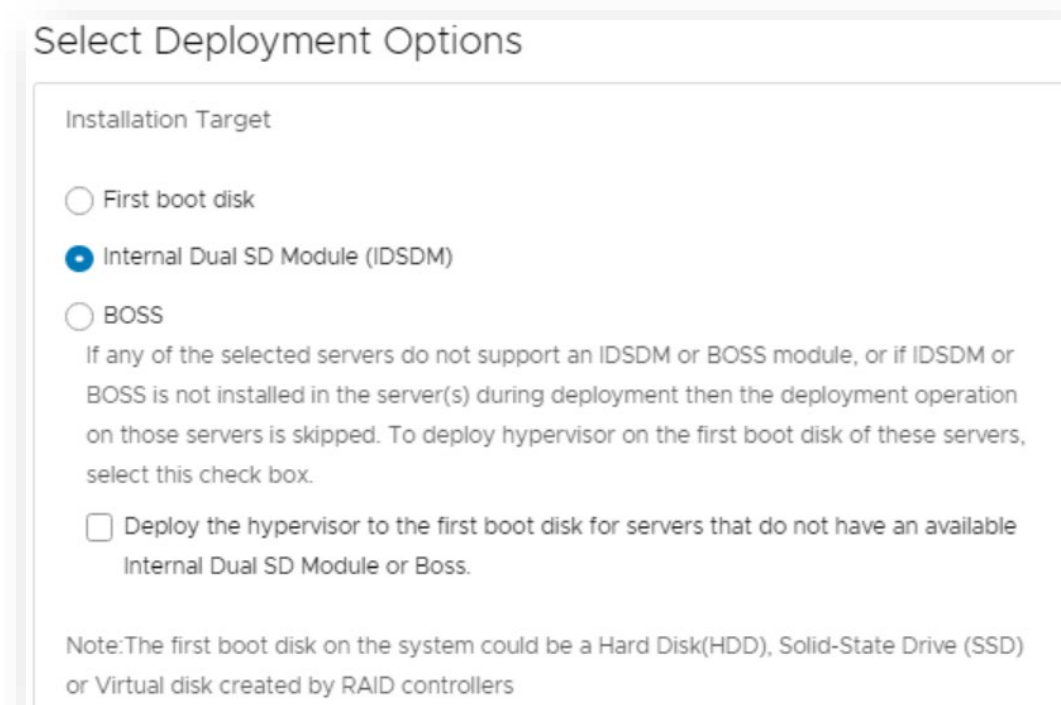 Select Deployment Options
Installation Target
First boot disk
Internal Dual SD Module (IDSDM)
BOSS
If any of the selected servers do not support an IDSDM or BOSS module, or if IDSDM or
BOSS is not installed in the server(s) during deployment then the deployment operation
on those servers is skipped. To deploy hypervisor on the first boot disk of these servers,
select this check box.
Deploy the hypervisor to the first boot disk for servers that do not have an available
Internal Dual SD Module or Boss.
Note:The first boot disk on the system could be a Hard Disk(HDD), Solid-State Drive (SSD)
or Virtual disk created by RAID controllers